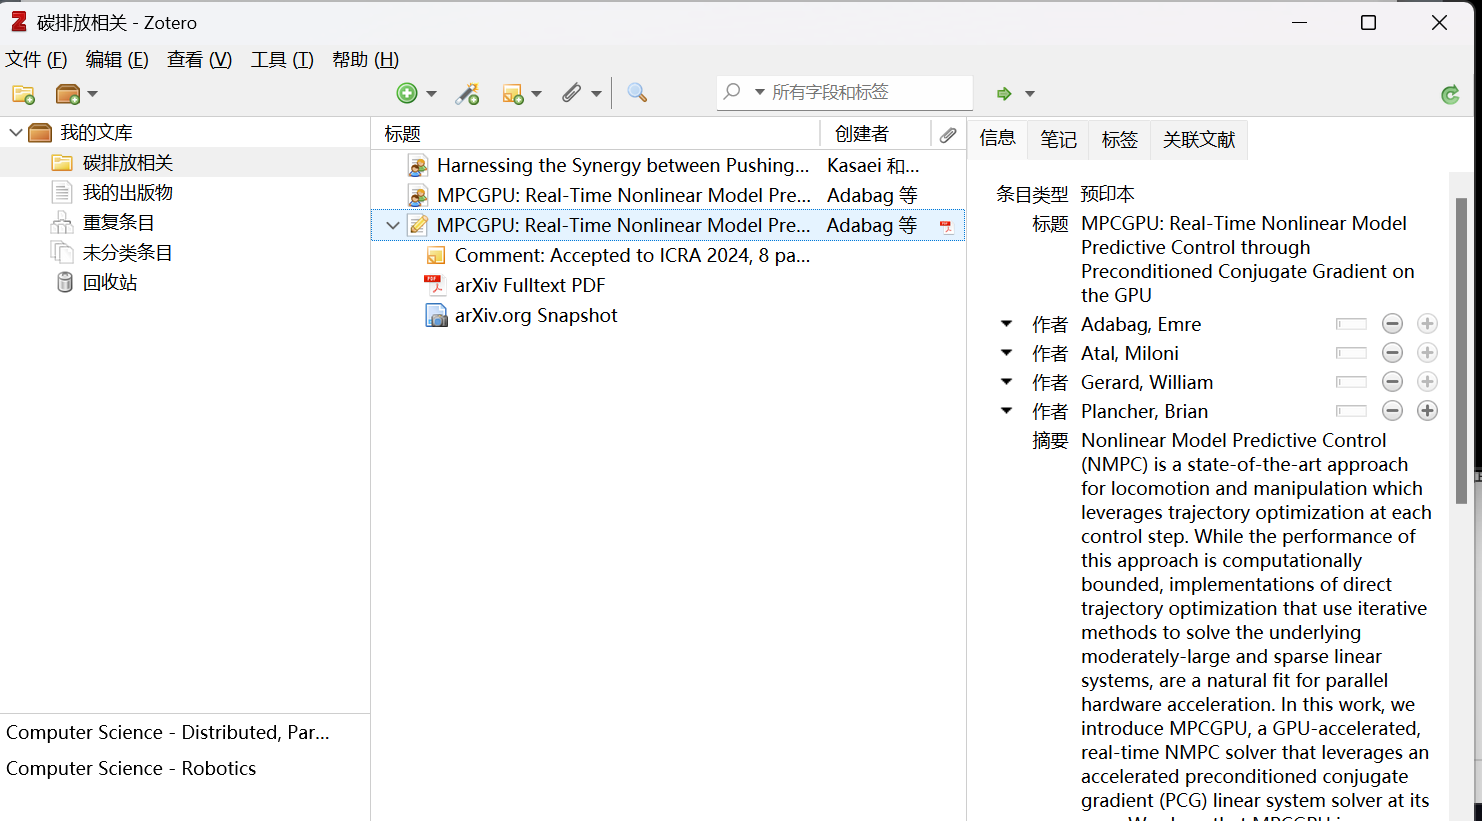 碳排放相关 - Zotero
文件 (F) 编辑 (E) 查看 (V) 工具 (T) 帮助 (H)
所有字段和标签
我的文库
碳排放相关
我的出版物
重复条目
未分类条目
回收站
Computer Science - Distributed, Par...
Computer Science - Robotics
标题 创建者
Harnessing the Synergy between Pushing... Kasaei 和...
MPCGPU: Real-Time Nonlinear Model Pre... Adabag 等
MPCGPU: Real-Time Nonlinear Model Pre... Adabag 等
Comment: Accepted to ICRA 2024, 8 pa...
arXiv Fulltext PDF
arXiv.org Snapshot
信息 笔记 标签 关联文献
条目类型 预印本
标题 MPCGPU: Real-Time Nonlinear Model
Predictive Control through
Preconditioned Conjugate Gradient on
the GPU
作者 Adabag, Emre
作者 Atal, Miloni
作者 Gerard, William
作者 Plancher, Brian
摘要 Nonlinear Model Predictive Control
(NMPC) is a state-of-the-art approach
for locomotion and manipulation which
leverages trajectory optimization at each
control step. While the performance of
this approach is computationally
bounded, implementations of direct
trajectory optimization that use iterative
methods to solve the underlying
moderately-large and sparse linear
systems, are a natural fit for parallel
hardware acceleration. In this work, we
introduce MPCGPU, a GPU-accelerated,
real-time NMPC solver that leverages an
accelerated preconditioned conjugate
gradient (PCG) linear system solver at its